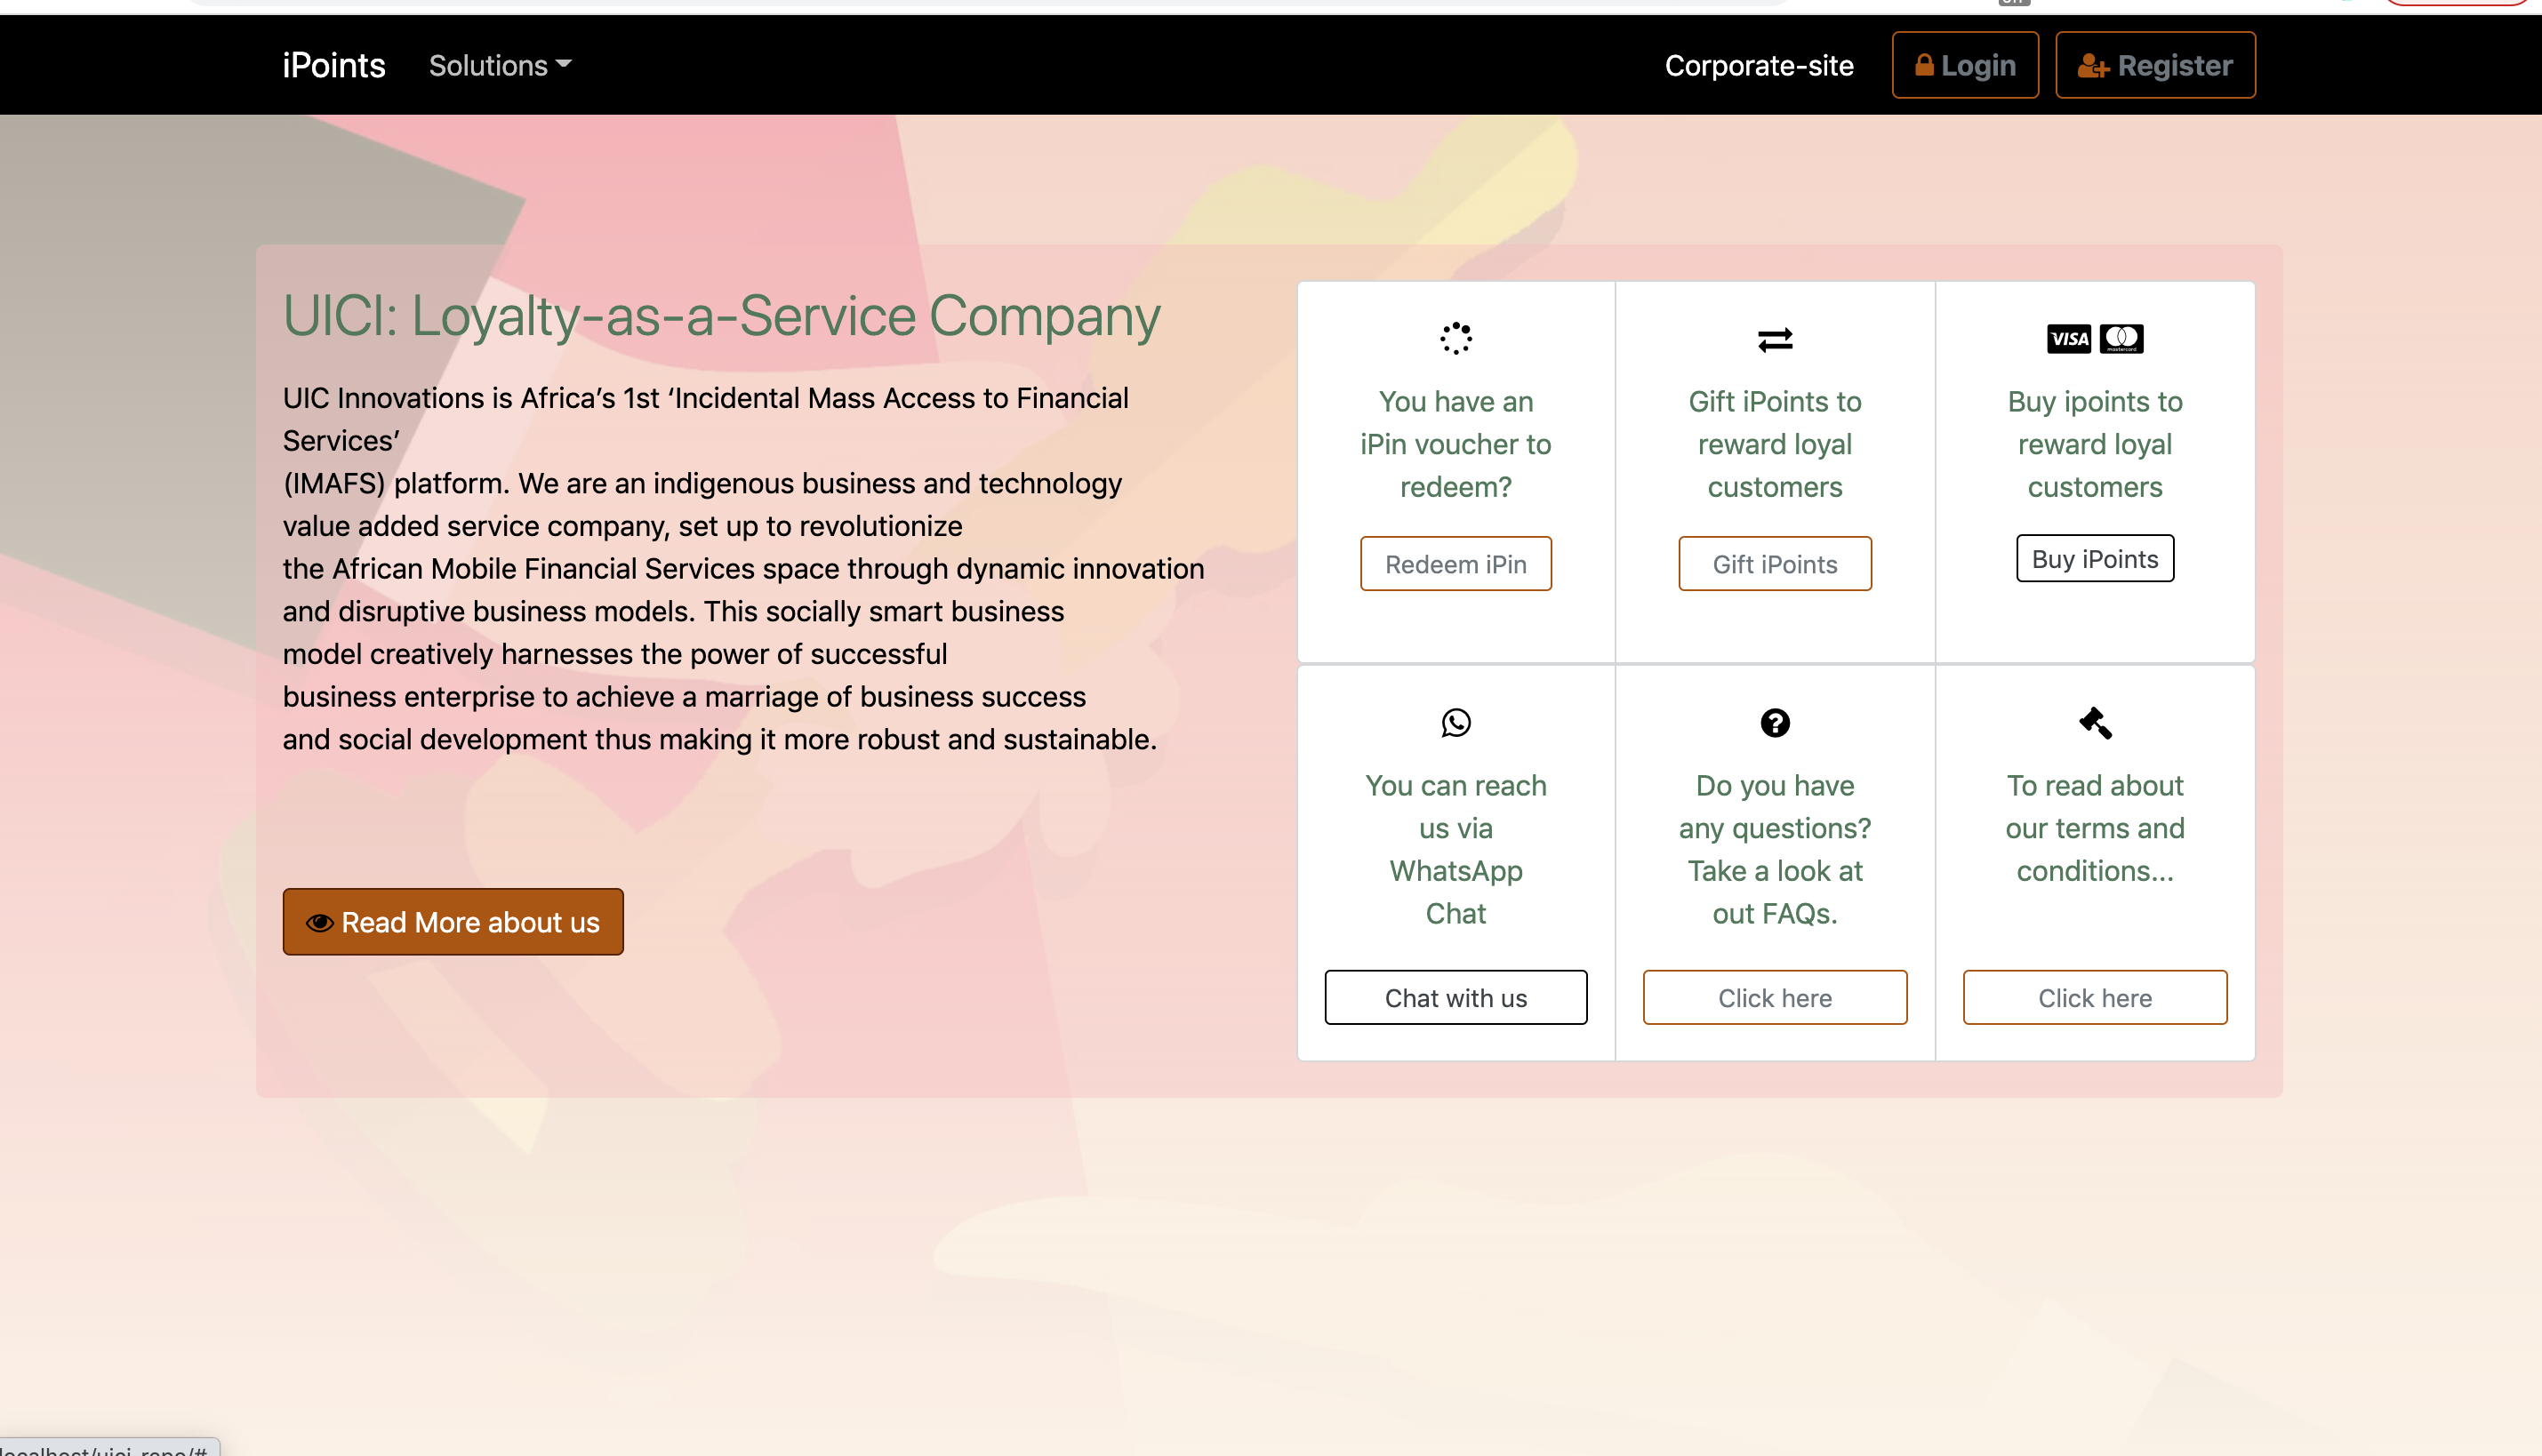 iPoints Solutions Corporate-site Login Register
UICI: Loyalty-as-a-Service Company
UIC Innovations is Africa’s 1st ‘Incidental Mass Access to Financial
Services’
(IMAFS) platform. We are an indigenous business and technology
value added service company, set up to revolutionize
the African Mobile Financial Services space through dynamic innovation
and disruptive business models. This socially smart business
model creatively harnesses the power of successful
business enterprise to achieve a marriage of business success
and social development thus making it more robust and sustainable.
Read More about us
You have an
iPin voucher to
redeem?
Redeem iPin
Gift iPoints to
reward loyal
customers
Gift iPoints
VISA mastercard
Buy ipoints to
reward loyal
customers
Buy iPoints
You can reach
us via
WhatsApp
Chat
Chat with us
Do you have
any questions?
Take a look at
out FAQs.
Click here
To read about
our terms and
conditions...
Click here